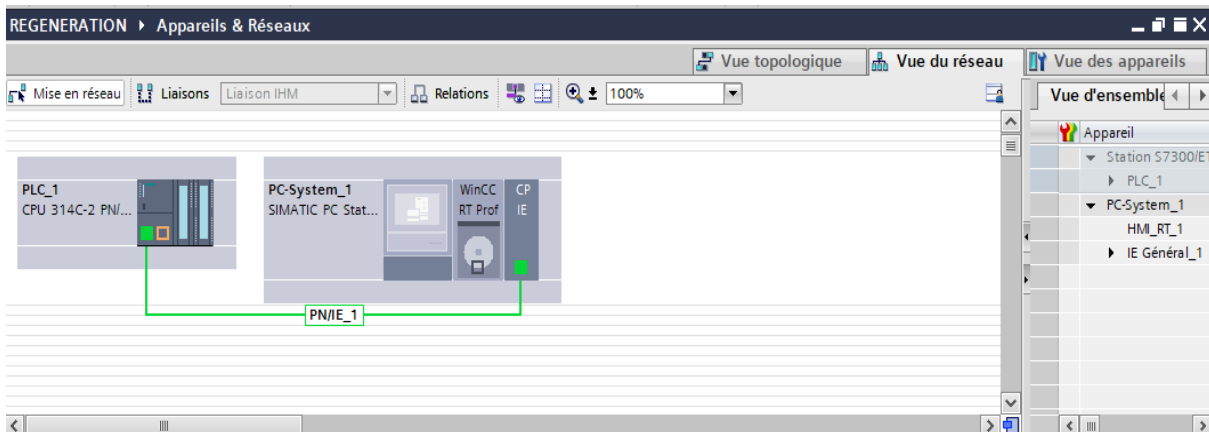 REGENERATION ▸ Appareils & Réseaux
Vue topologique Vue du réseau Vue des appareils
Mise en réseau Liaisons Liaison IHM Relations 100%
Vue d'ensemble
Appareil
Station S7300/ET
PLC_1
PC-System_1
HMI_RT_1
IE Général_1
PLC_1
CPU 314C-2 PN/...
PC-System_1
SIMATIC PC Stat...
WinCC
RT Prof
CP
IE
PN/IE_1